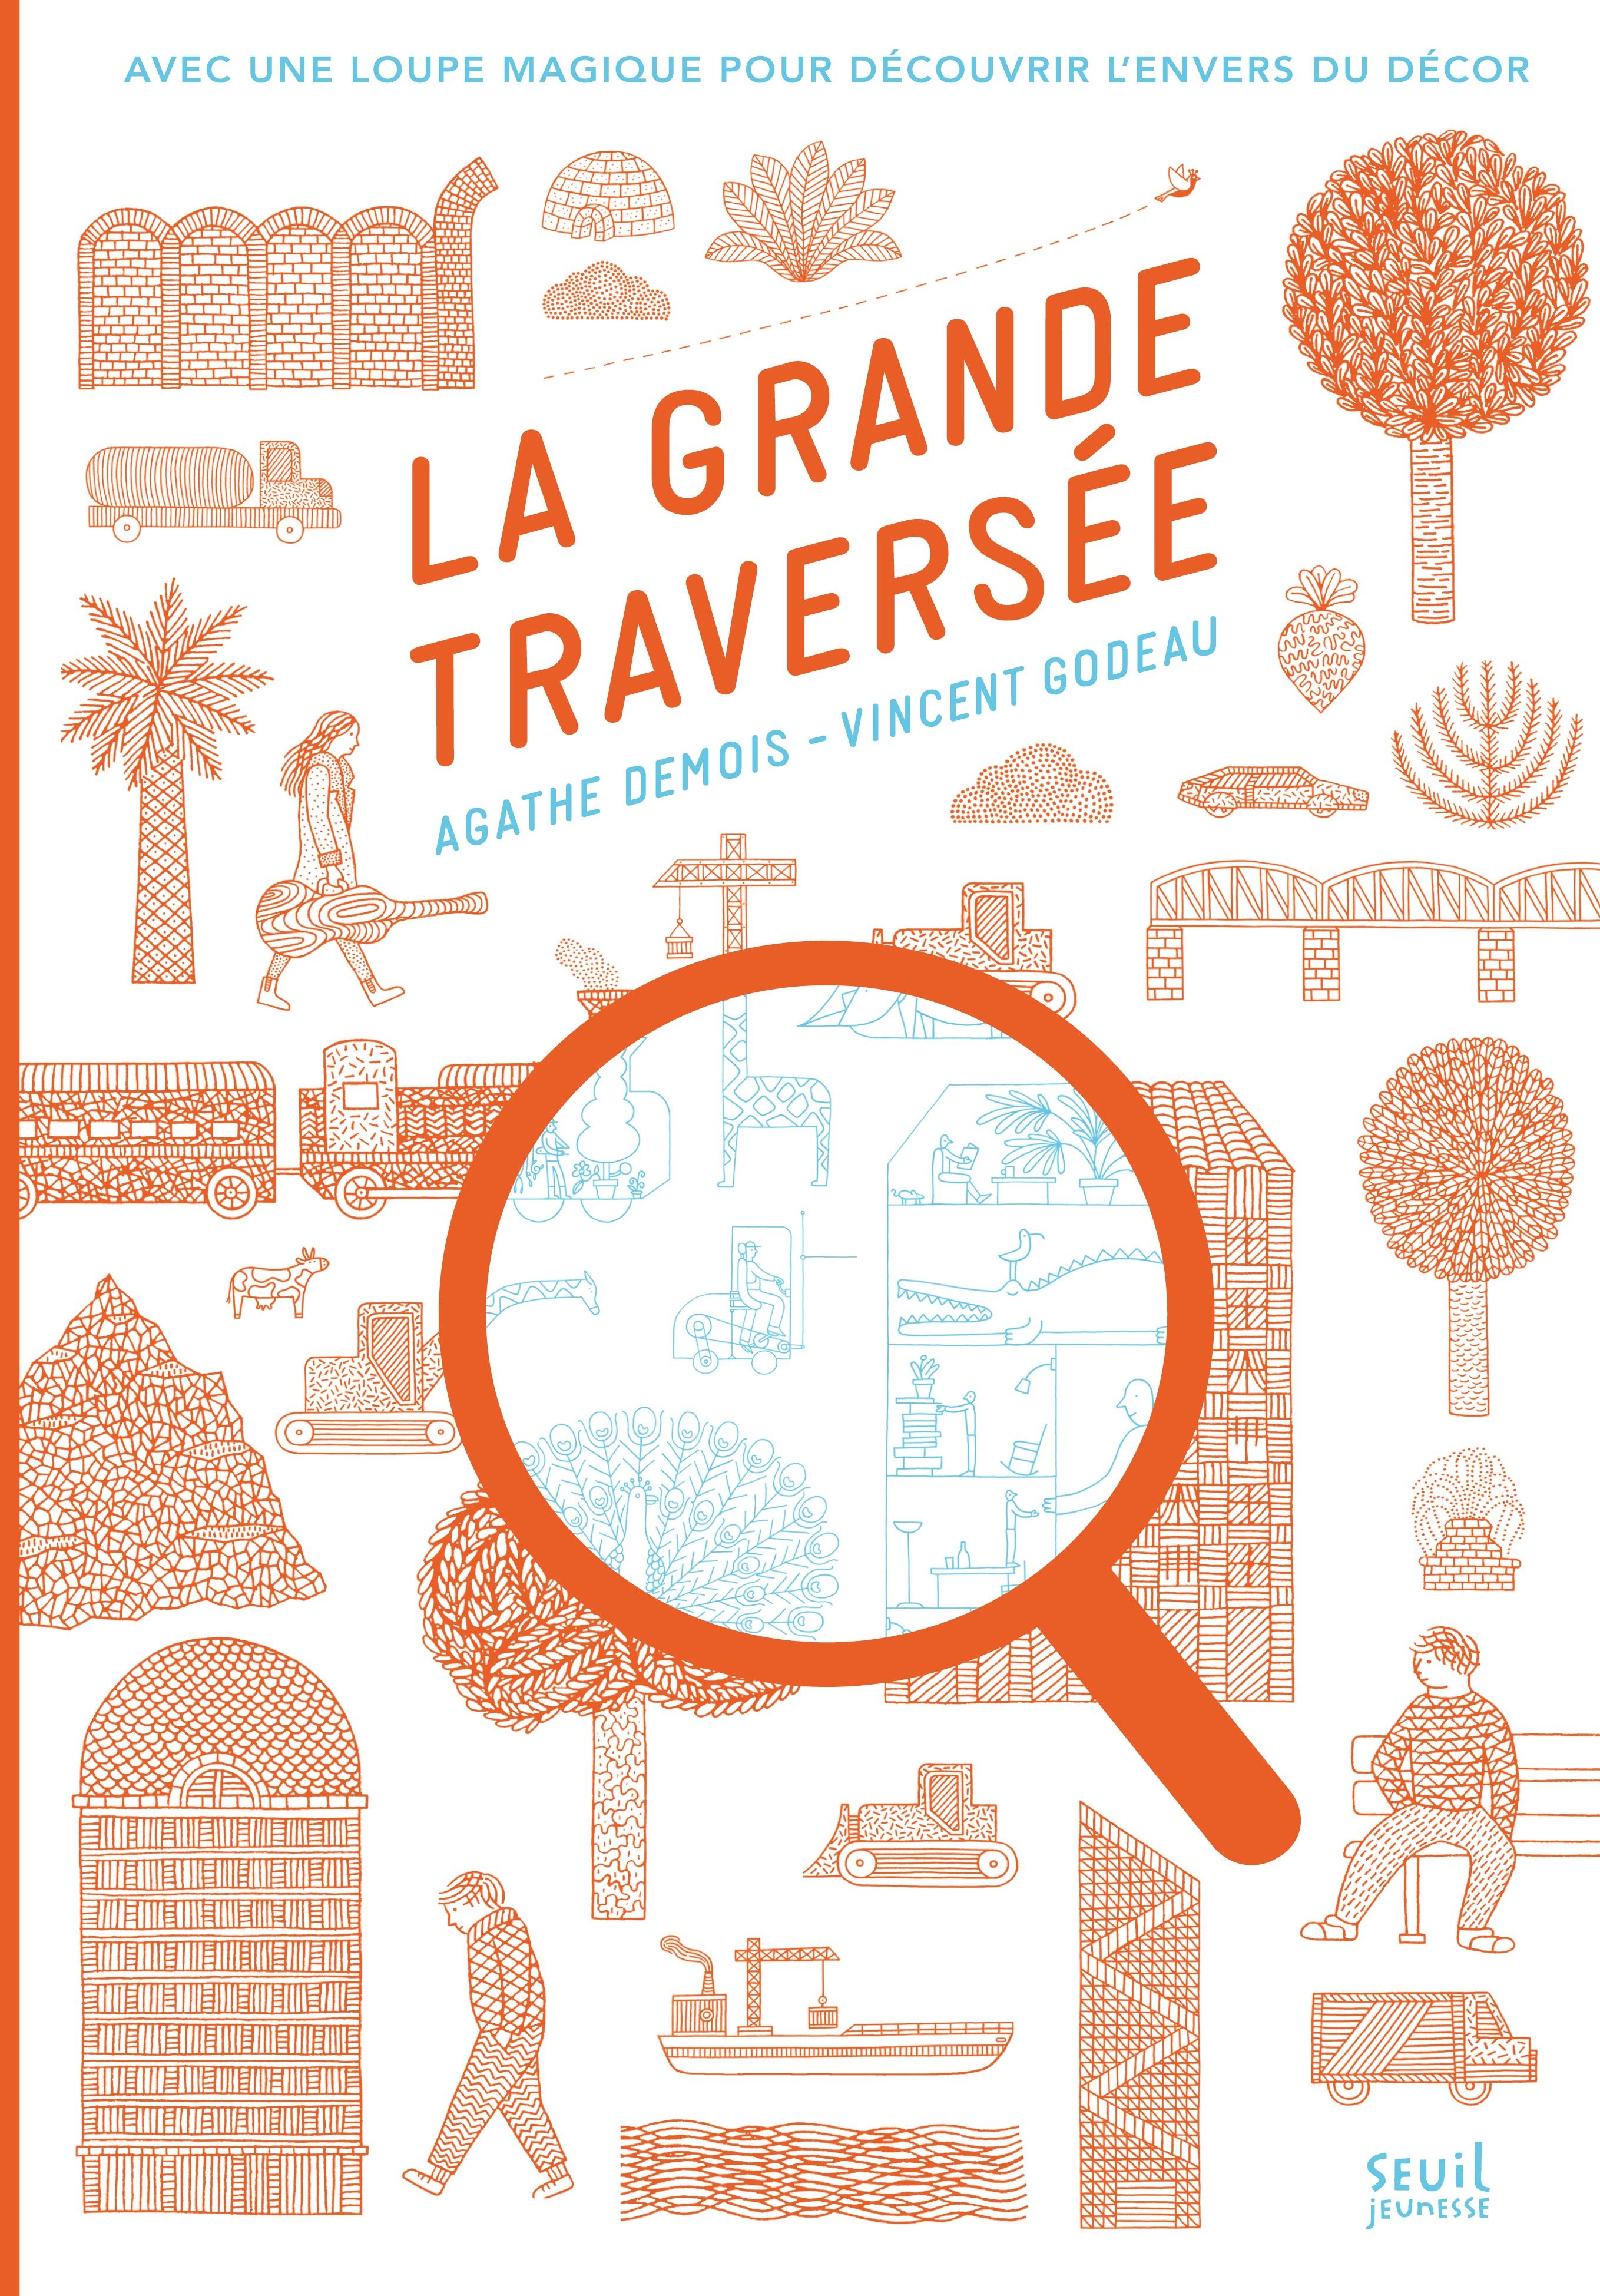 AVEC UNE LOUPE MAGIQUE POUR DÉCOUVRIR L'ENVERS DU DÉCOR
LA GRANDE
TRAVERSÉE
AGATHE DEMOIS – VINCENT GODEAU
SEUIL
JEUNESSE